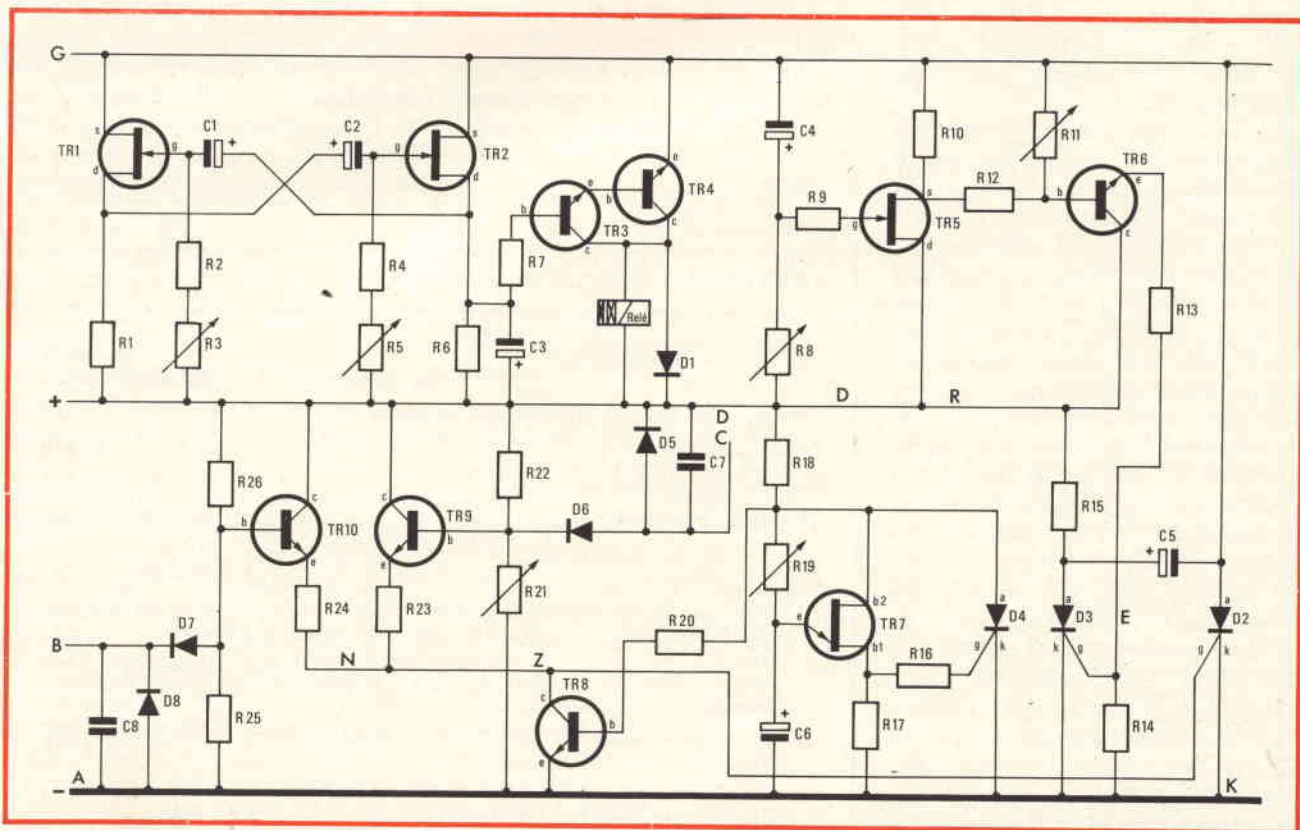 G
s
TR1
g
d
C1
+
+
C2
g
s
TR2
d
R2
R4
R1
R3
R5
R6
R7
C3
+
b
e
TR3
c
b
e
TR4
c
Relé
D1
C4
+
R9
g
s
TR5
d
R10
R12
R11
b
TR6
e
c
R13
R8
+
D
R
D
C
D5
C7
R26
b
c
TR10
e
c
TR9
b
e
R22
D6
R18
R15
C5
+
R24
R23
R21
R19
e
b2
TR7
b1
a
D4
g
k
a
D3
k
g
E
a
D2
g
k
B
D7
N
Z
R20
R16
C8
D8
R25
TR8
c
b
e
+
C6
R17
R14
A
-
K